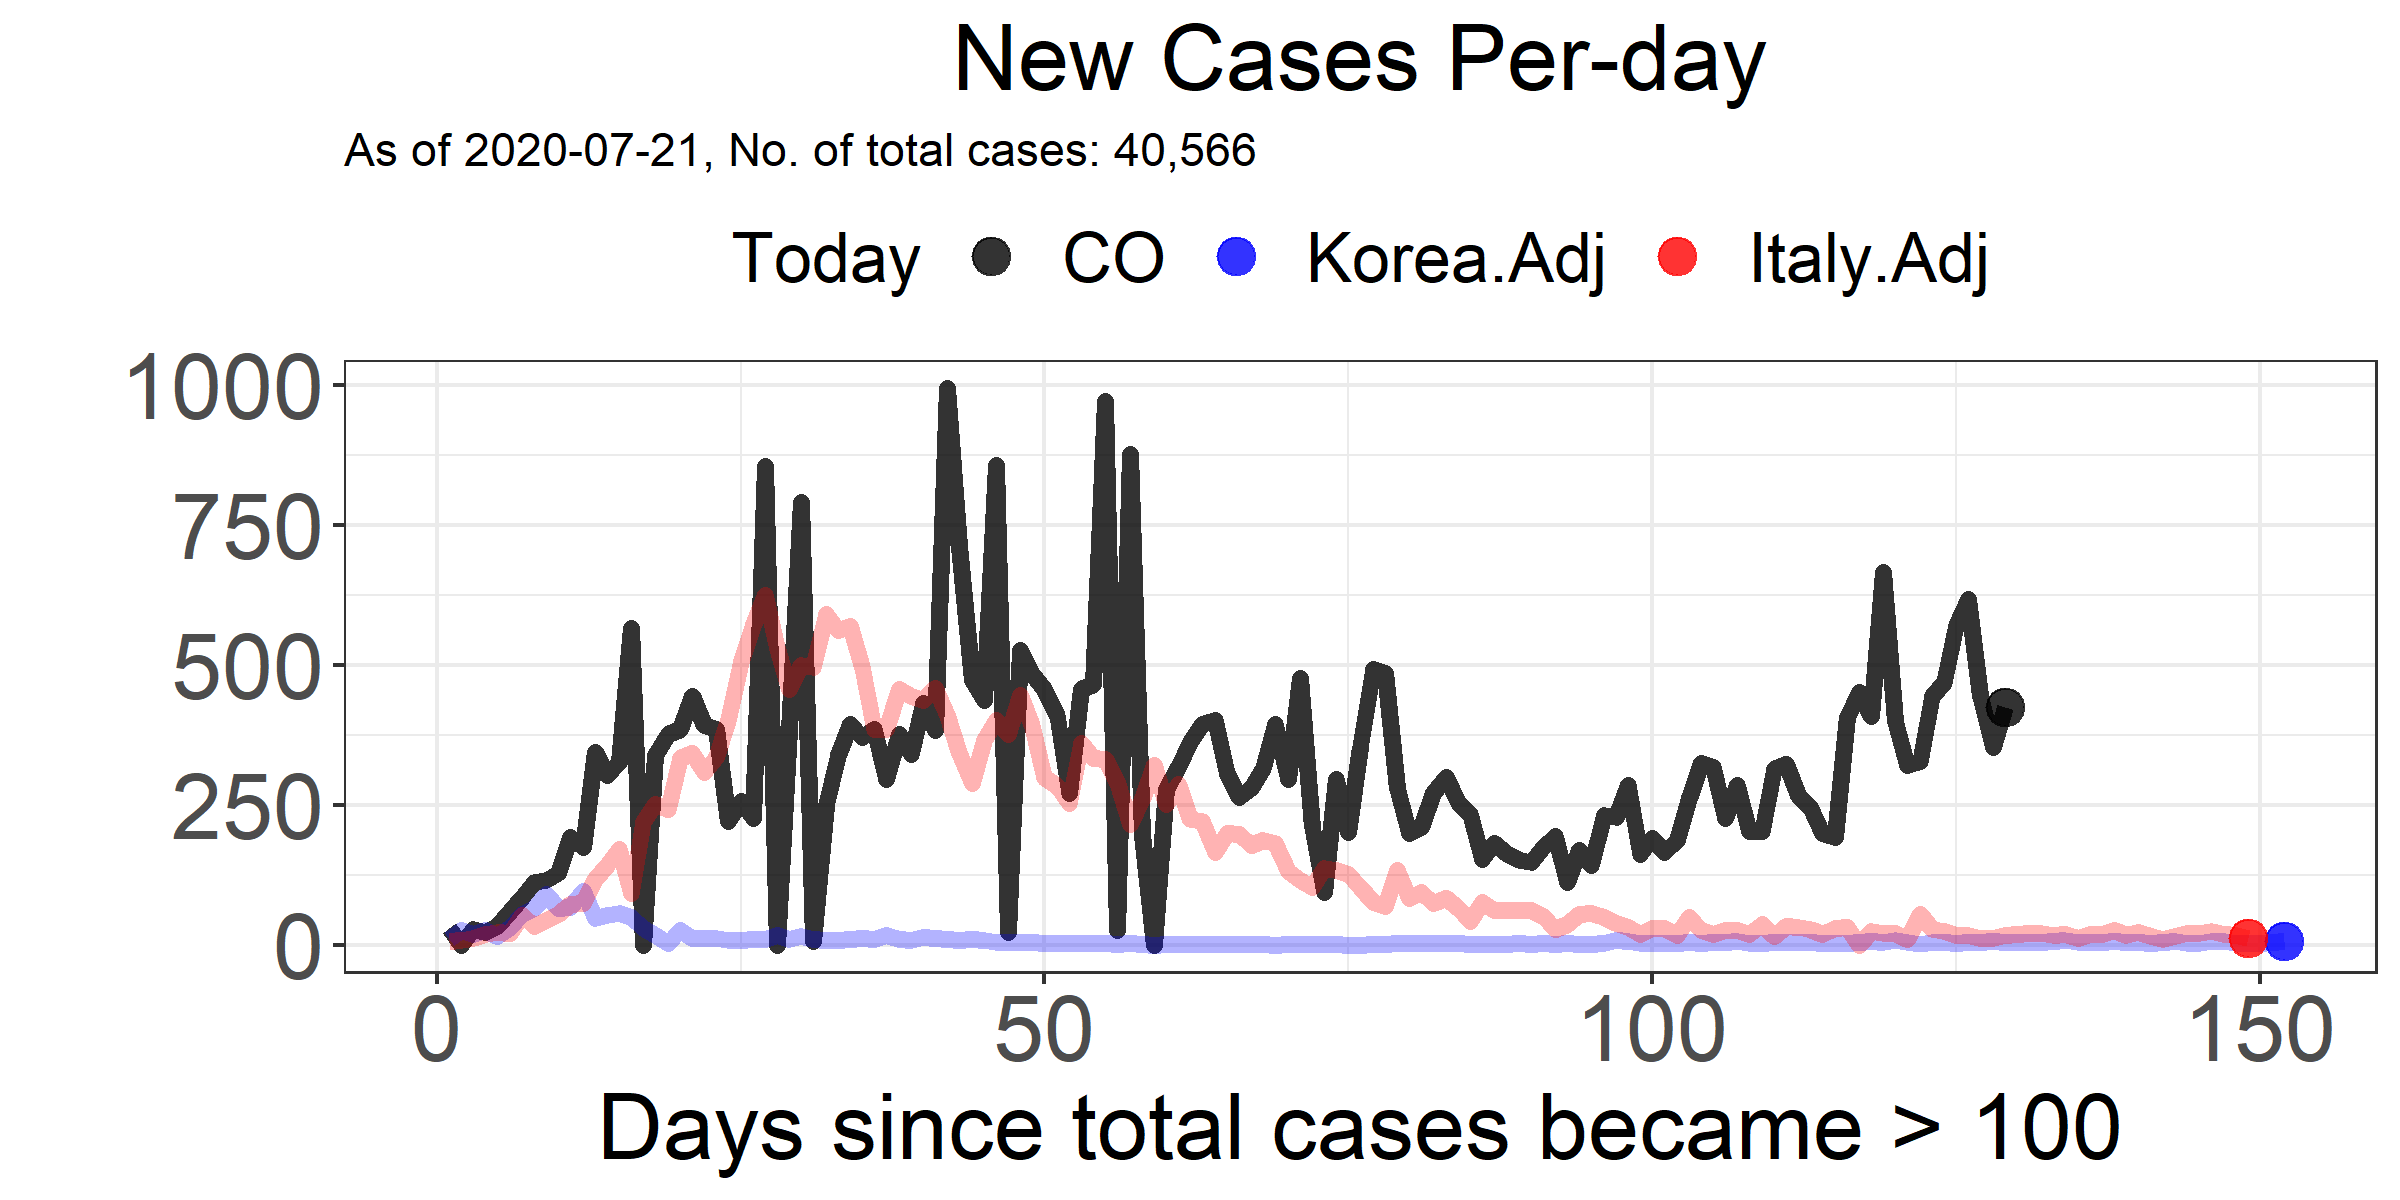 New Cases Per-day
As of 2020-07-21, No. of total cases: 40,566
Today CO Korea.Adj Italy.Adj
1000
750
500
250
0
0 50 100 150
Days since total cases became > 100